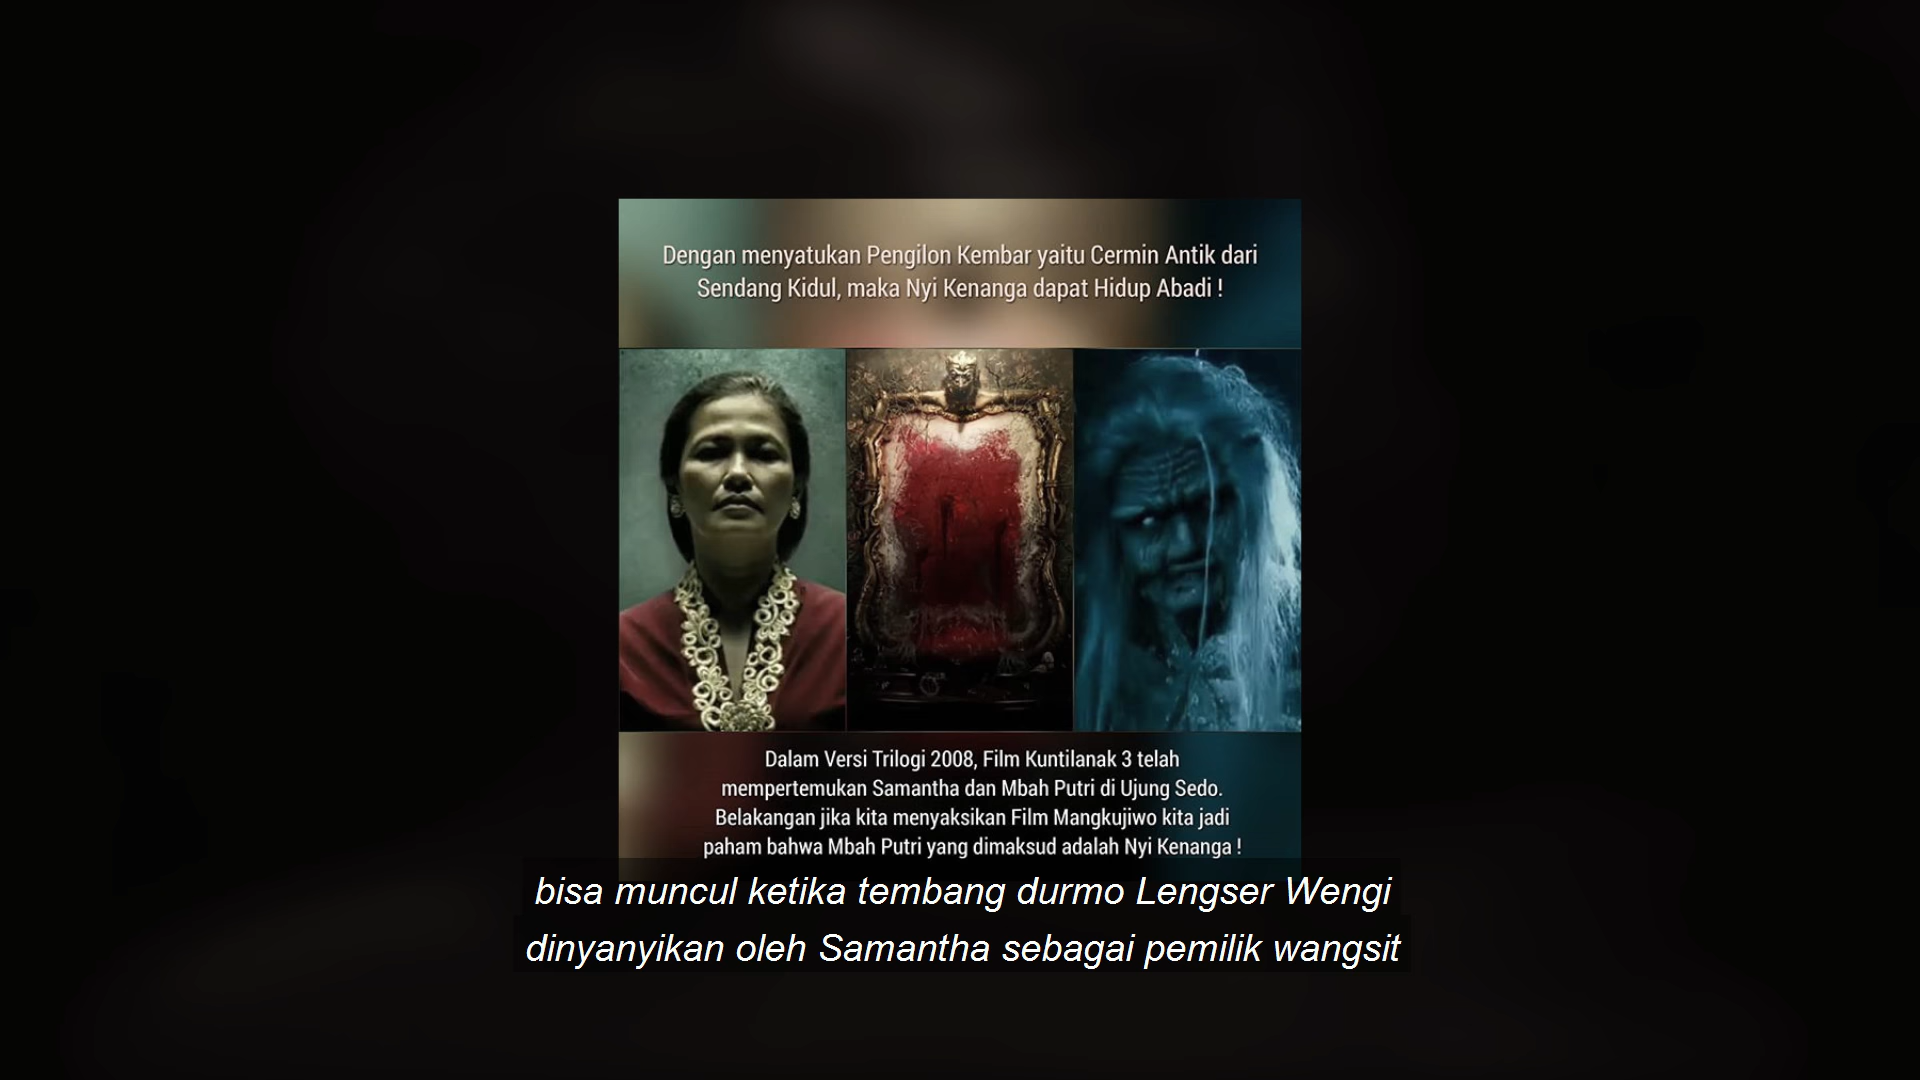 Dengan menyatukan Pengilon Kembar yaitu Cermin Antik dari
Sendang Kidul, maka Nyi Kenanga dapat Hidup Abadi !
Dalam Versi Trilogi 2008, Film Kuntilanak 3 telah
mempertemukan Samantha dan Mbah Putri di Ujung Sedo.
Belakangan jika kita menyaksikan Film Mangkujiwo kita jadi
paham bahwa Mbah Putri yang dimaksud adalah Nyi Kenanga !
bisa muncul ketika tembang durmo Lengser Wengi
dinyanyikan oleh Samantha sebagai pemilik wangsit